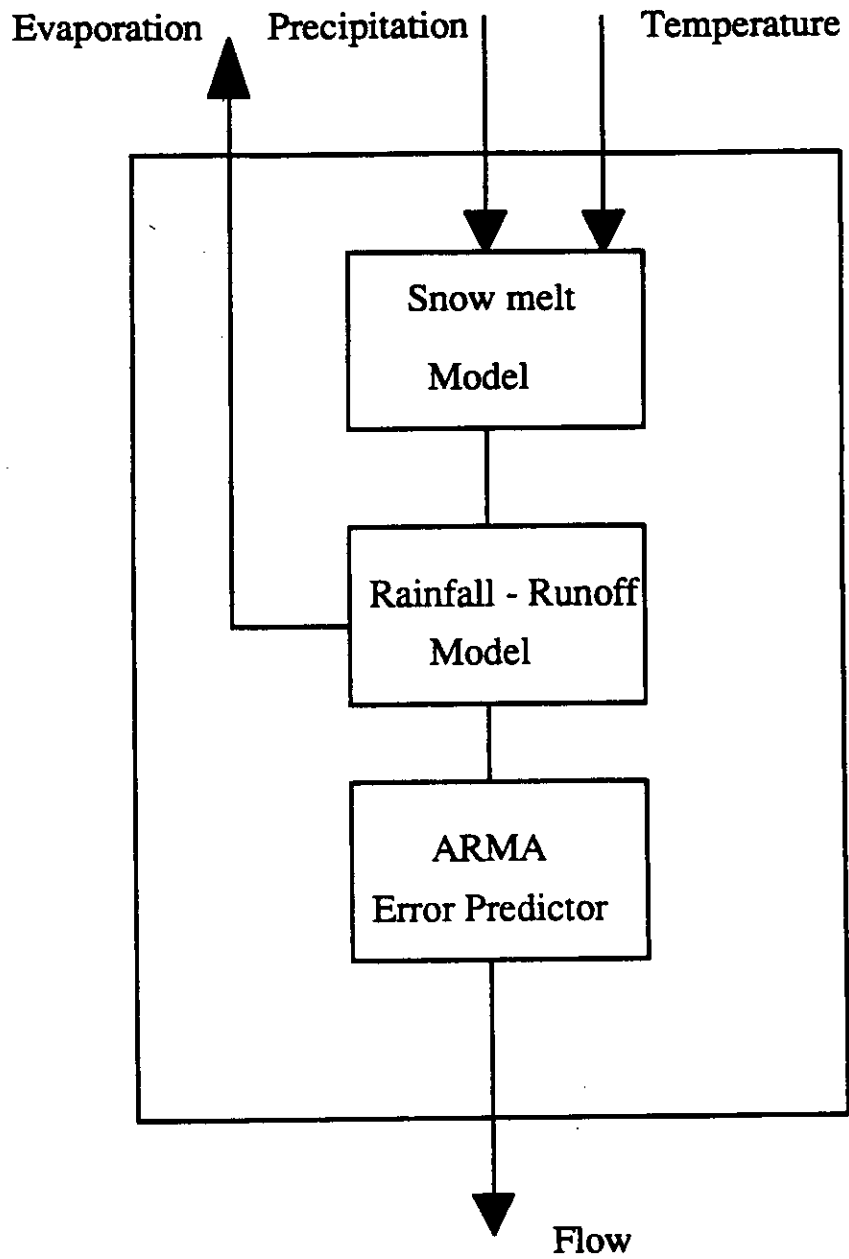 Evaporation Precipitation Temperature
Snow melt
Model
Rainfall - Runoff
Model
ARMA
Error Predictor
Flow